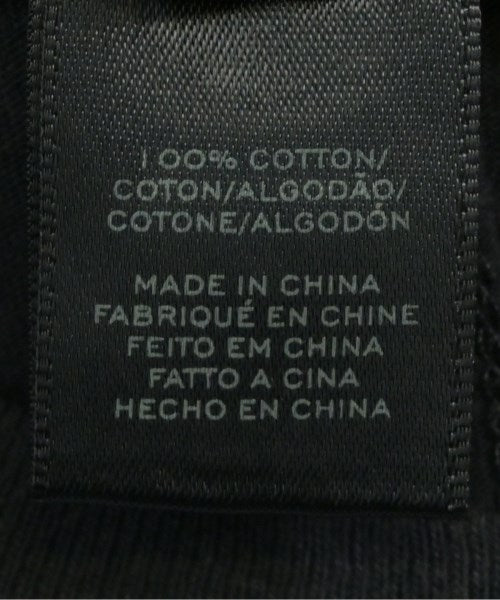 100% COTTON/
COTON/ALGODÃO/
COTONE/ALGODÓN
MADE IN CHINA
FABRIQUÉ EN CHINE
FEITO EM CHINA
FATTO A CINA
HECHO EN CHINA